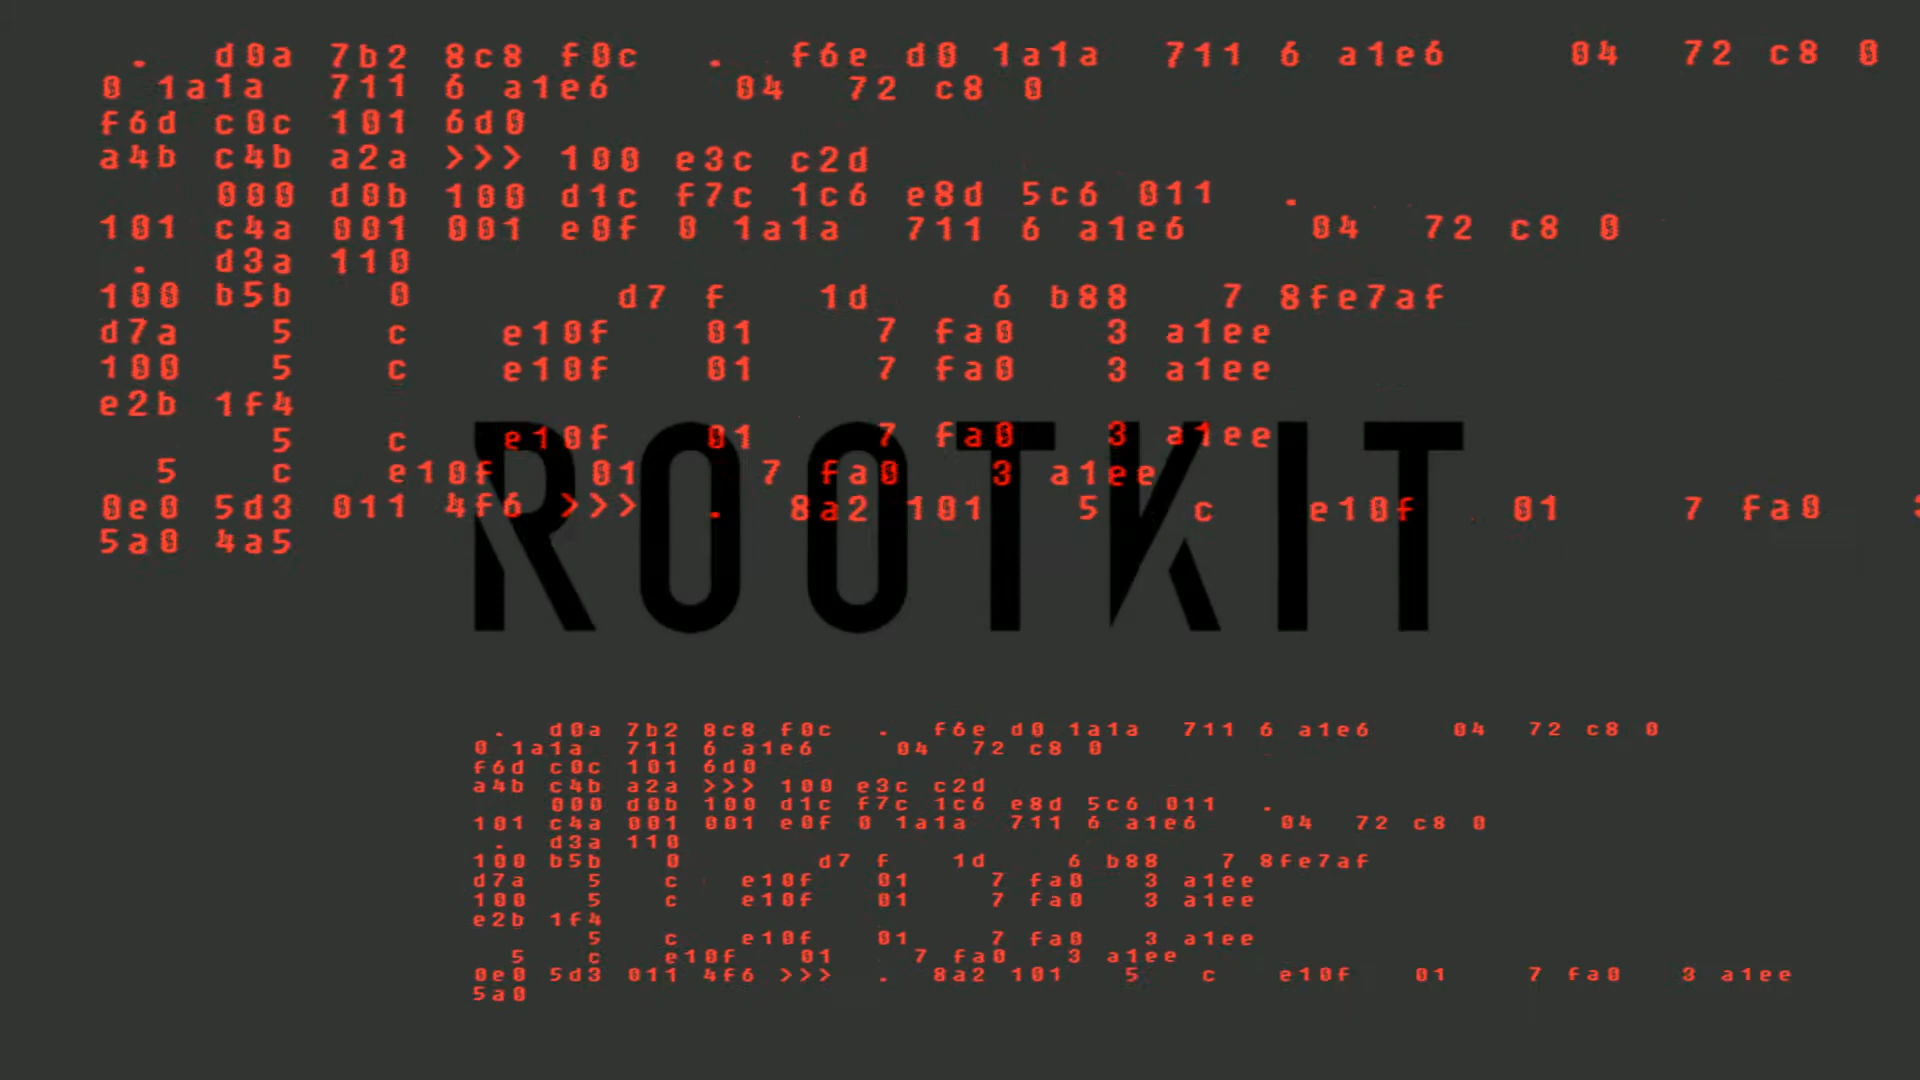 . d0a 7b2 8c8 f0c . f6e d0 1a1a 711 6 a1e6 04 72 c8 0
0 1a1a 711 6 a1e6 04 72 c8 0
f6d c0c 101 6d0
a4b c4b a2a >>> 100 e3c c2d
000 d0b 100 d1c f7c 1c6 e8d 5c6 011 .
101 c4a 001 001 e0f 0 1a1a 711 6 a1e6 04 72 c8 0
. d3a 110
100 b5b 0 d7 f 1d 6 b88 7 8fe7af
d7a 5 c e10f 01 7 fa0 3 a1ee
100 5 c e10f 01 7 fa0 3 a1ee
e2b 1f4
5 c e10f 01 7 fa0 3 a1ee
5 c e10f 01 7 fa0 3 a1ee
0e0 5d3 011 4f6 >>> . 8a2 101 5 c e10f 01 7 fa0
5a0 4a5
ROOTKIT
. d0a 7b2 8c8 f0c . f6e d0 1a1a 711 6 a1e6 04 72 c8 0
0 1a1a 711 6 a1e6 04 72 c8 0
f6d c0c 101 6d0
a4b c4b a2a >>> 100 e3c c2d
000 d0b 100 d1c f7c 1c6 e8d 5c6 011 .
101 c4a 001 001 e0f 0 1a1a 711 6 a1e6 04 72 c8 0
. d3a 110
100 b5b 0 d7 f 1d 6 b88 7 8fe7af
d7a 5 c e10f 01 7 fa0 3 a1ee
100 5 c e10f 01 7 fa0 3 a1ee
e2b 1f4
5 c e10f 01 7 fa0 3 a1ee
5 c e10f 01 7 fa0 3 a1ee
0e0 5d3 011 4f6 >>> . 8a2 101 5 c e10f 01 7 fa0 3 a1ee
5a0